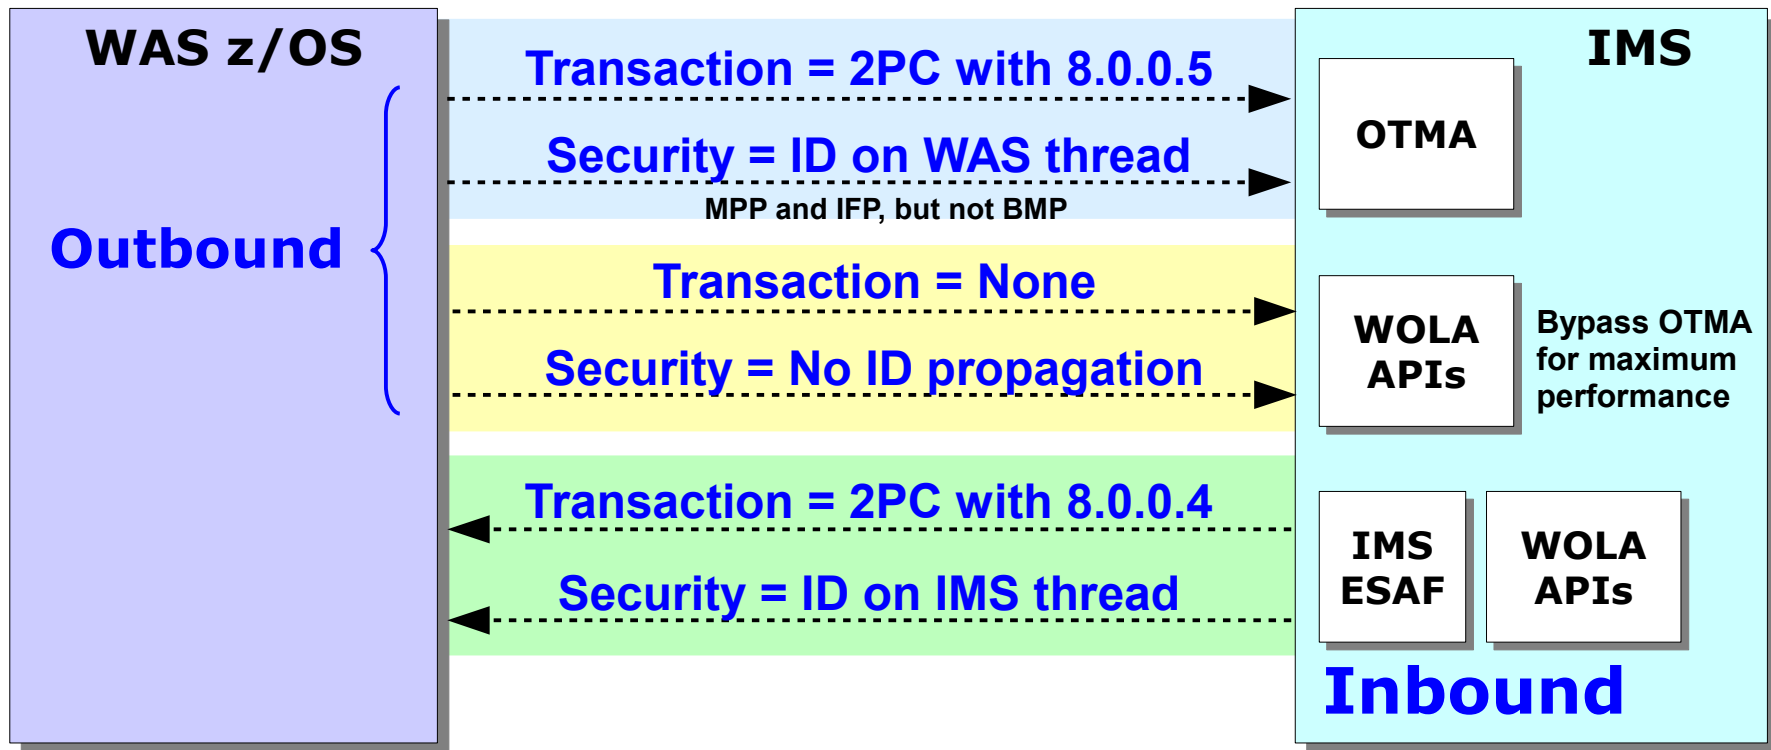 WAS z/OS
Outbound
Transaction = 2PC with 8.0.0.5
Security = ID on WAS thread
MPP and IFP, but not BMP
Transaction = None
Security = No ID propagation
Transaction = 2PC with 8.0.0.4
Security = ID on IMS thread
IMS
OTMA
WOLA
APIs
Bypass OTMA
for maximum
performance
IMS
ESAF
WOLA
APIs
Inbound